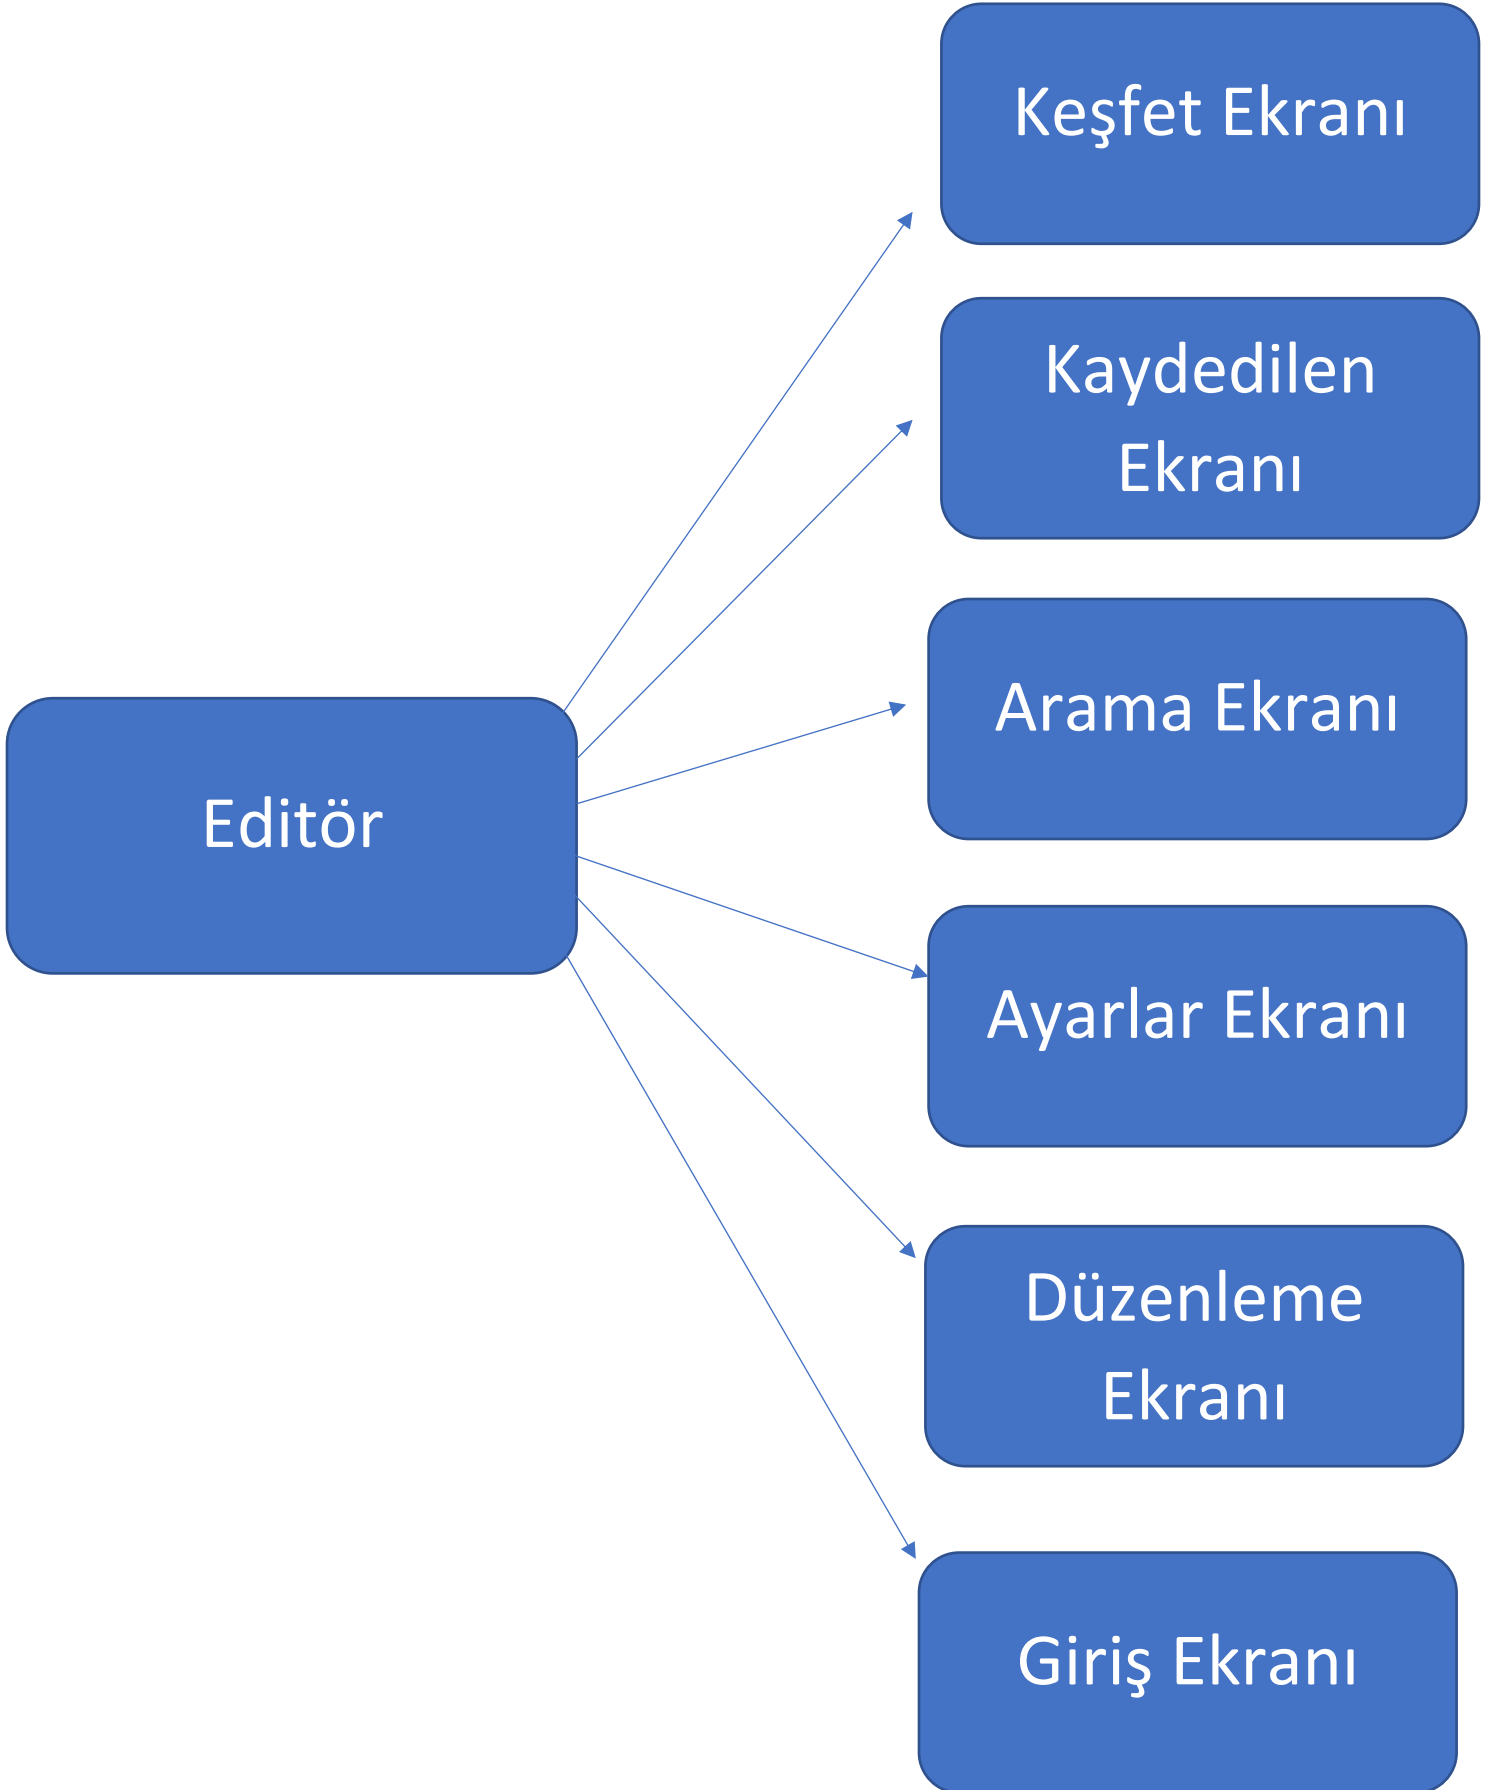 Keşfet Ekranı
Kaydedilen
Ekranı
Arama Ekranı
Editör
Ayarlar Ekranı
Düzenleme
Ekranı
Giriş Ekranı